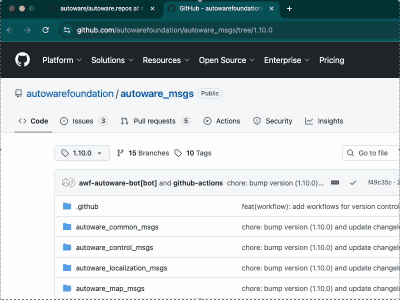 autoware/autoware.repos at
GitHub - autowarefoundation/
github.com/autowarefoundation/autoware_msgs/tree/1.10.0
Platform Solutions Resources Open Source Enterprise Pricing
autowarefoundation / autoware_msgs Public
Code Issues 3 Pull requests 5 Actions Security Insights
1.10.0 15 Branches 10 Tags Go to file
awf-autoware-bot[bot] and github-actions chore: bump version (1.10.0)... f49c35c ·
.github feat(workflow): add workflows for version control
autoware_common_msgs chore: bump version (1.10.0) and update changelo
autoware_control_msgs chore: bump version (1.10.0) and update changelo
autoware_localization_msgs chore: bump version (1.10.0) and update changelo
autoware_map_msgs chore: bump version (1.10.0) and update changelo